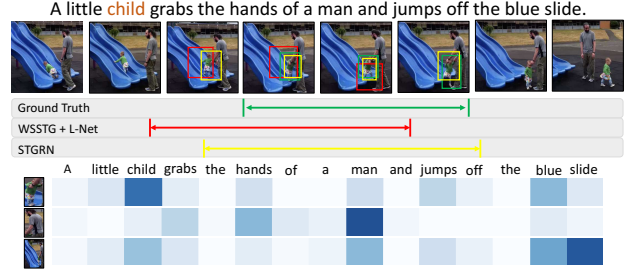 A little child grabs the hands of a man and jumps off the blue slide.
Ground Truth
WSSTG + L-Net
STGRN
A little child grabs the hands of a man and jumps off the blue slide